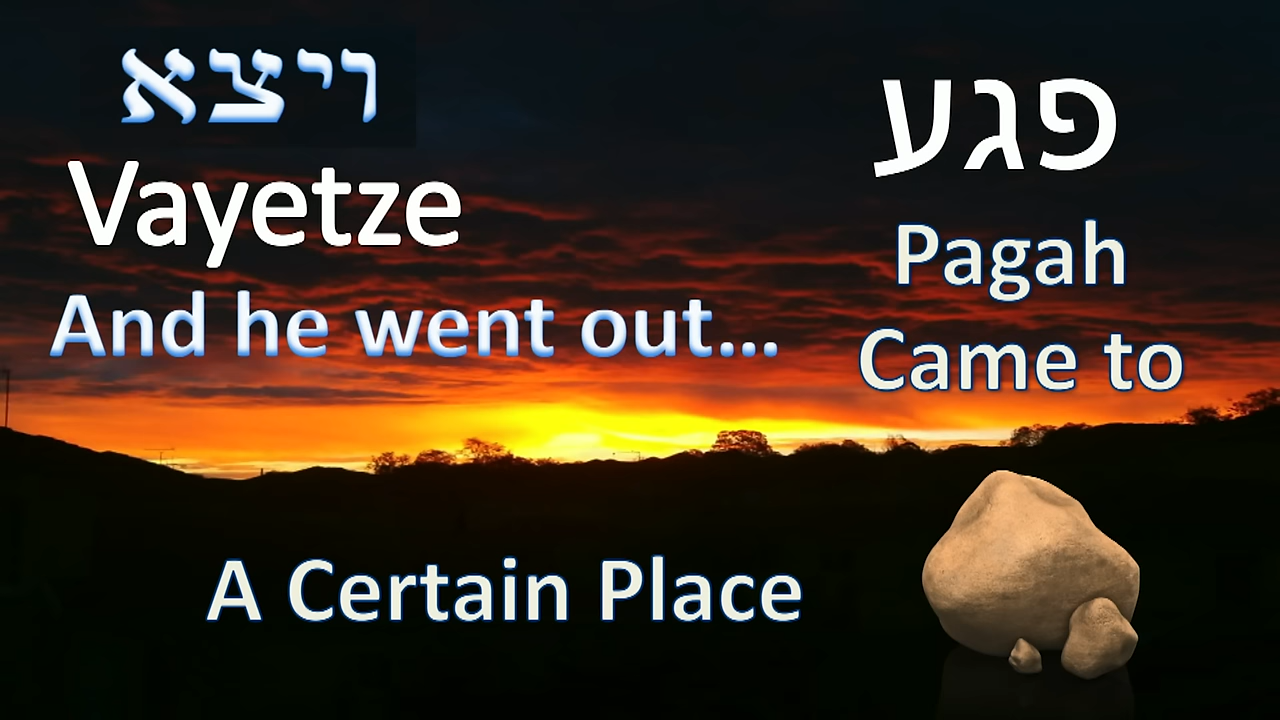 ויצא
Vayetze
And he went out...
פגע
Pagah
Came to
A Certain Place